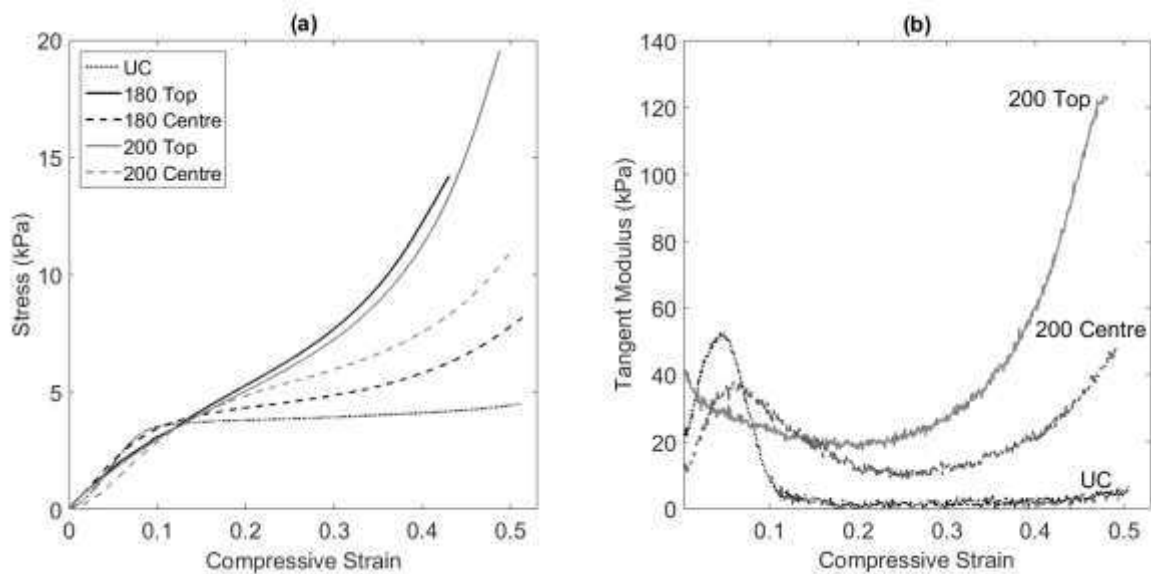 (a)
20
15
10
5
0
Stress (kPa)
UC
180 Top
180 Centre
200 Top
200 Centre
0 0.1 0.2 0.3 0.4 0.5
Compressive Strain
(b)
140
120
100
80
60
40
20
0
Tangent Modulus (kPa)
200 Top
200 Centre
UC
0.1 0.2 0.3 0.4 0.5
Compressive Strain